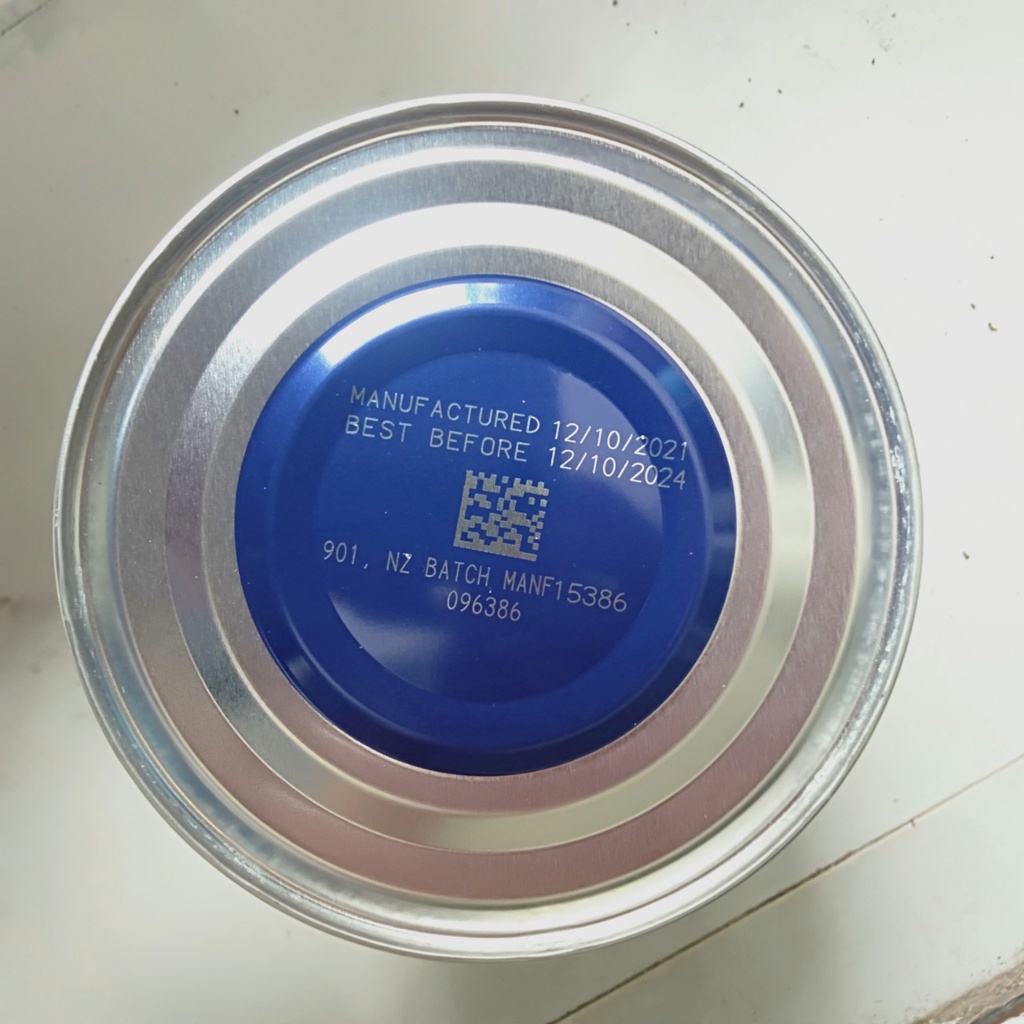 MANUFACTURED 12/10/2021
BEST BEFORE 12/10/2024
901, NZ BATCH, MANF15386
096386